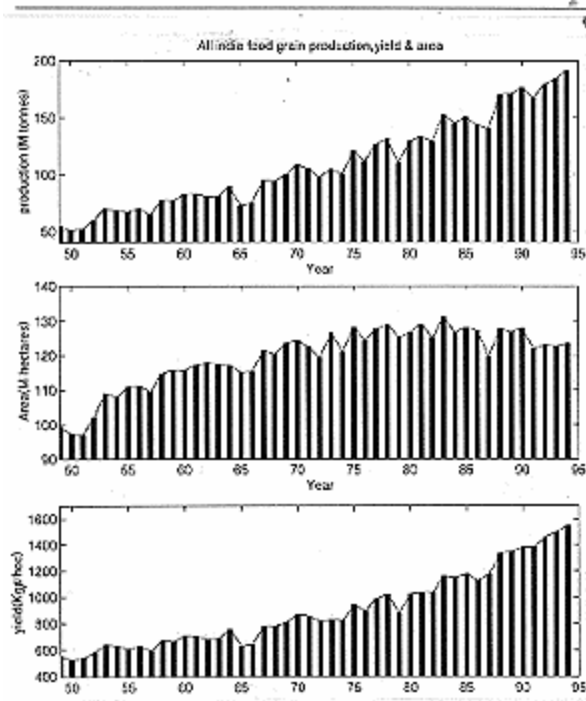 All india food grain production,yield & area
200
150
100
50
production (M tonnes)
50 55 60 65 70 75 80 85 90 95
Year
140
130
120
110
100
90
Area(M hectares)
50 55 60 65 70 75 80 85 90 95
Year
1600
1400
1200
1000
800
600
400
50 55 60 65 70 75 80 85 90 95